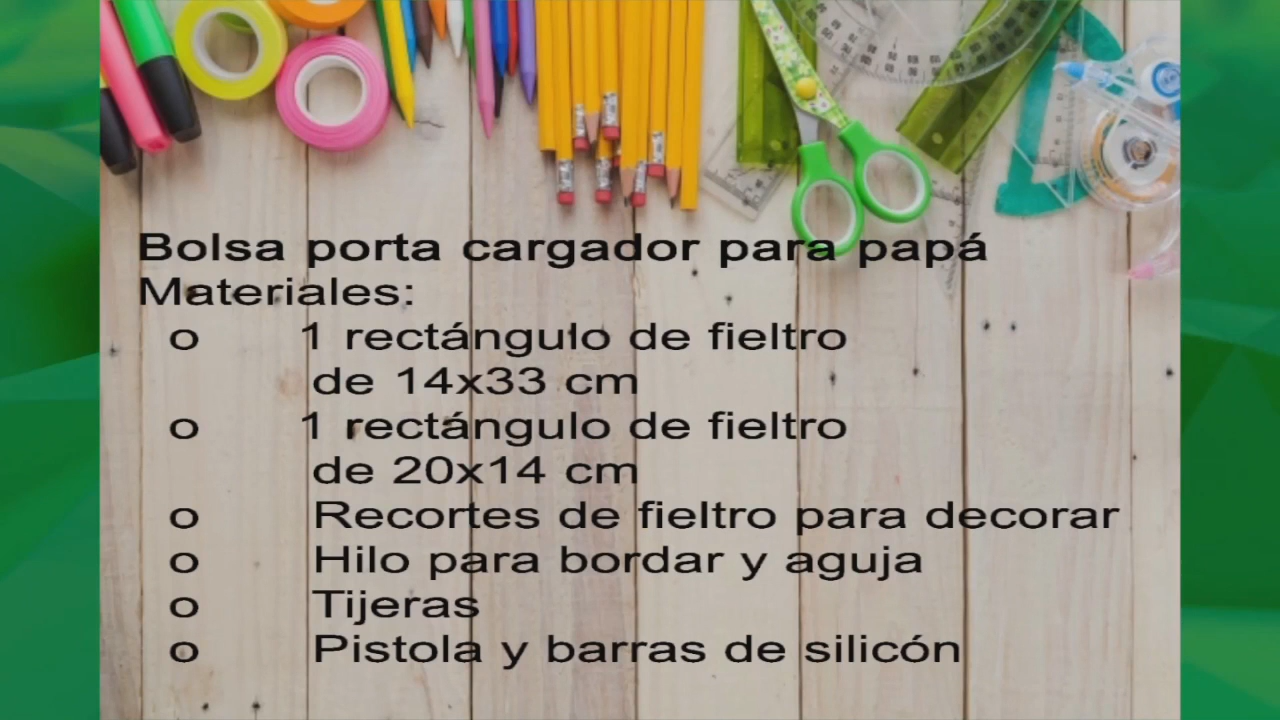 Bolsa porta cargador para papá
Materiales:
o 1 rectángulo de fieltro
de 14x33 cm
o 1 rectángulo de fieltro
de 20x14 cm
o Recortes de fieltro para decorar
o Hilo para bordar y aguja
o Tijeras
o Pistola y barras de silicón